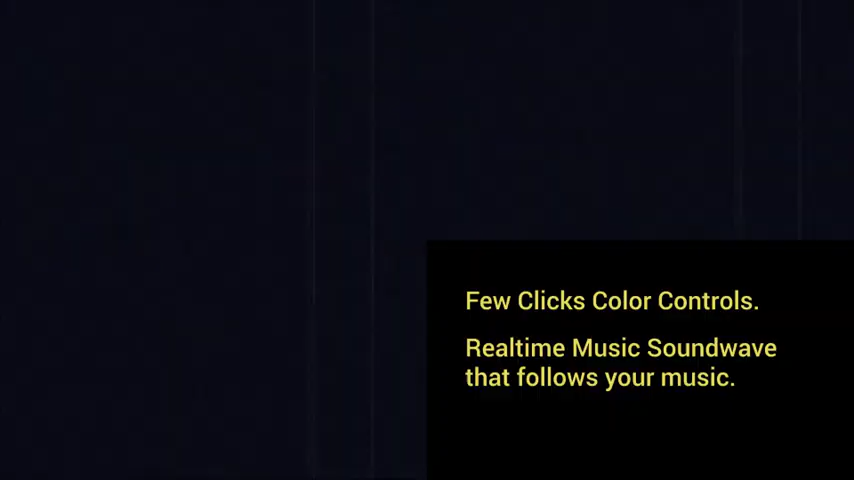 Few Clicks Color Controls.
Realtime Music Soundwave
that follows your music.